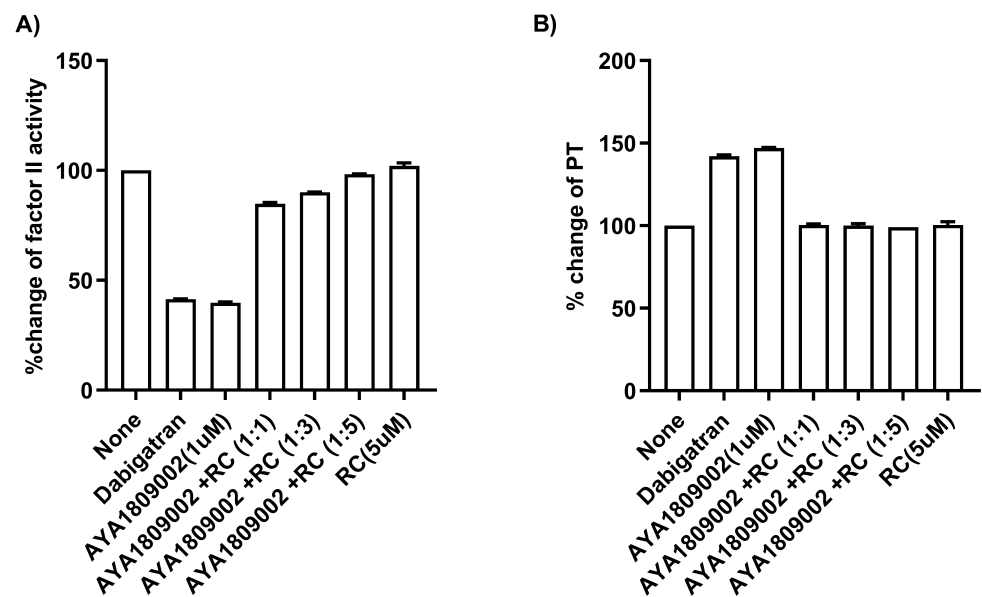 A)
%change of factor II activity
150
100
50
0
None
Dabigatran
AYA1809002(1uM)
AYA1809002 +RC (1:1)
AYA1809002 +RC (1:3)
AYA1809002 +RC (1:5)
RC(5uM)
B)
% change of PT
200
150
100
50
0
None
Dabigatran
AYA1809002(1uM)
AYA1809002 +RC (1:1)
AYA1809002 +RC (1:3)
AYA1809002 +RC (1:5)
RC(5uM)